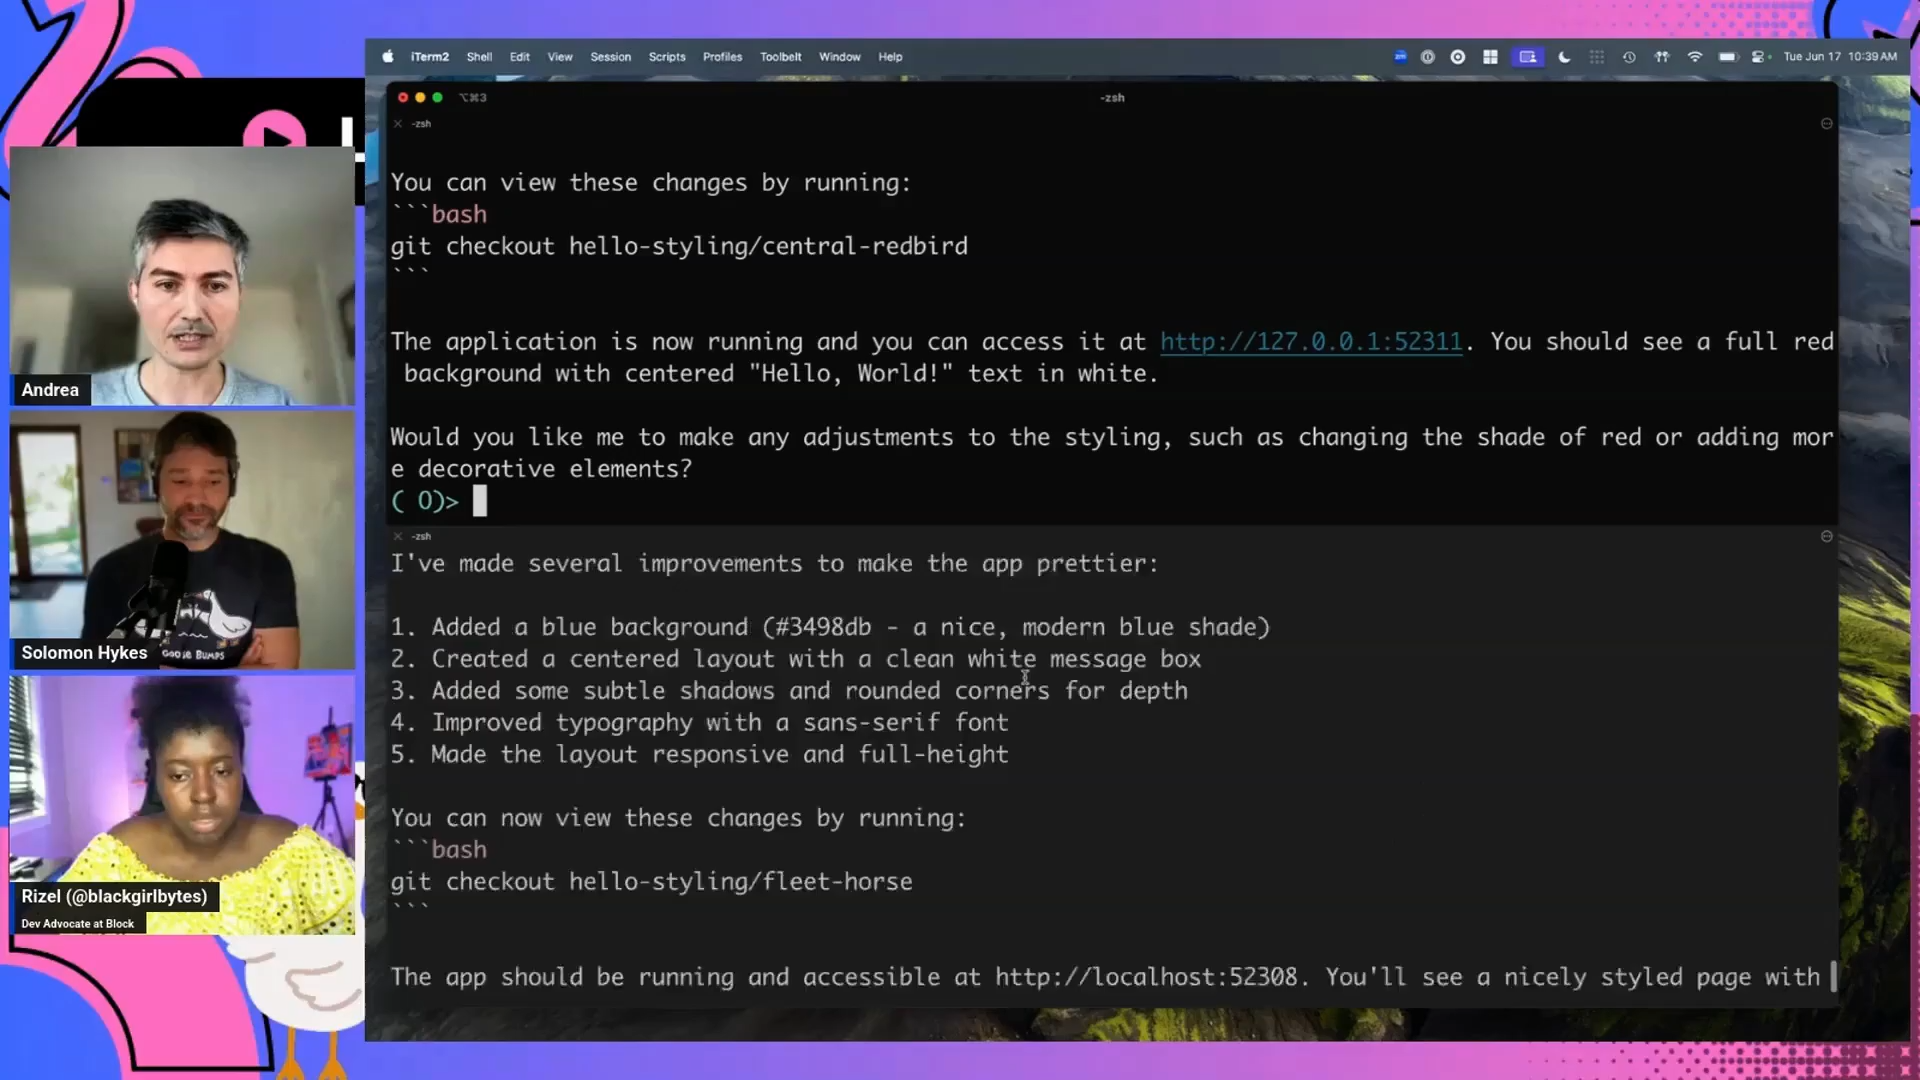 iTerm2 Shell Edit View Session Scripts Profiles Toolbelt Window Help
Tue Jun 17 10:39 AM
⌥⌘3
-zsh
-zsh
You can view these changes by running:
```bash
git checkout hello-styling/central-redbird
```
The application is now running and you can access it at http://127.0.0.1:52311. You should see a full red
background with centered "Hello, World!" text in white.
Would you like me to make any adjustments to the styling, such as changing the shade of red or adding mor
e decorative elements?
( O)>
-zsh
I've made several improvements to make the app prettier:
1. Added a blue background (#3498db - a nice, modern blue shade)
2. Created a centered layout with a clean white message box
3. Added some subtle shadows and rounded corners for depth
4. Improved typography with a sans-serif font
5. Made the layout responsive and full-height
You can now view these changes by running:
```bash
git checkout hello-styling/fleet-horse
```
The app should be running and accessible at http://localhost:52308. You'll see a nicely styled page with
Andrea
Solomon Hykes
GOOSE BUMPS
Rizel (@blackgirlbytes)
Dev Advocate at Block